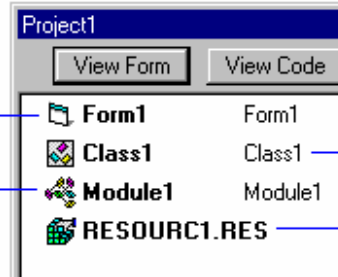 Project1
View Form View Code
Form1 Form1
Class1 Class1
Module1 Module1
RESOURC1.RES